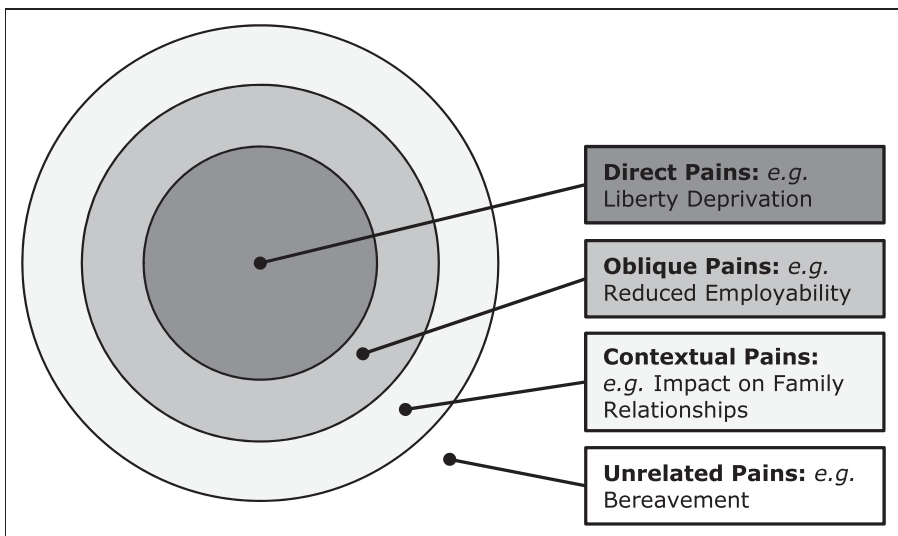 Direct Pains: e.g.
Liberty Deprivation
Oblique Pains: e.g.
Reduced Employability
Contextual Pains:
e.g. Impact on Family
Relationships
Unrelated Pains: e.g.
Bereavement